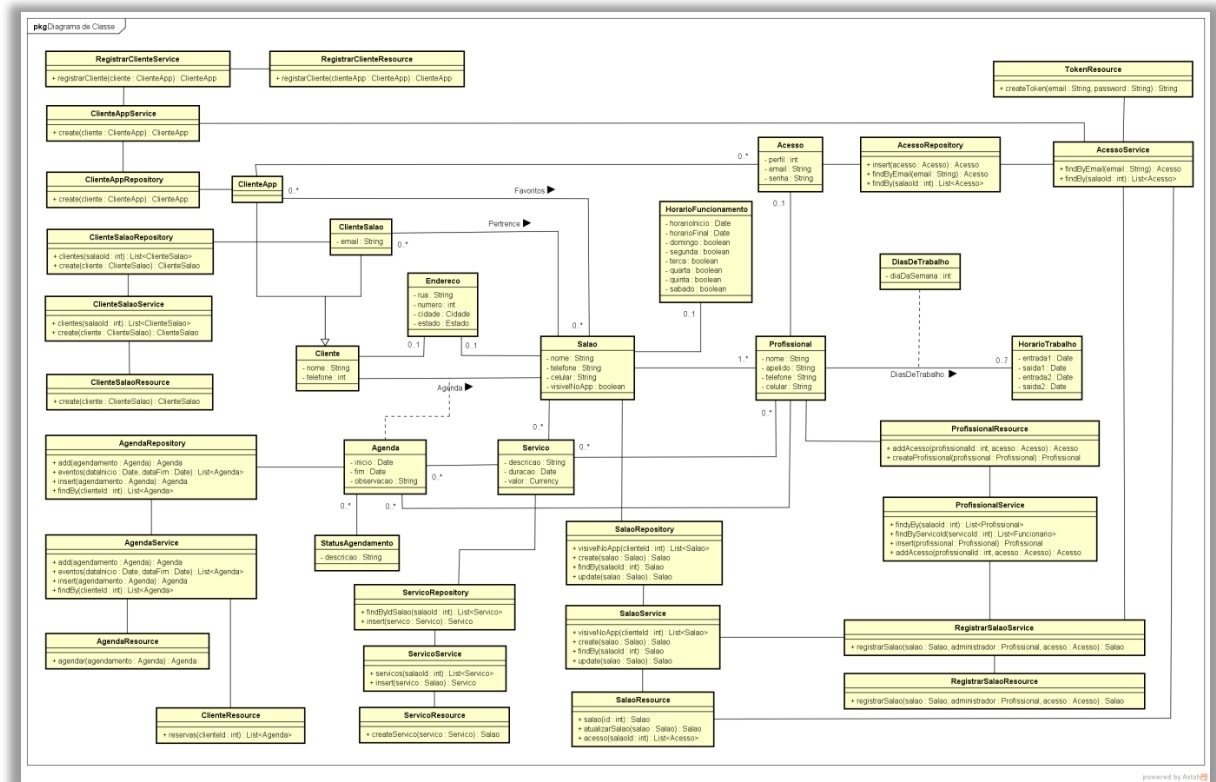 pkg Diagrama de Classe
RegistrarClienteService
+ registrarCliente(cliente : ClienteApp) : ClienteApp
RegistrarClienteResource
+ registarCliente(clienteApp : ClienteApp) : ClienteApp
TokenResource
+ createToken(email : String, password : String) : String
ClienteAppService
+ create(cliente : ClienteApp) : ClienteApp
Acesso
- perfil : int
- email : String
- senha : String
0..*
0..1
AcessoRepository
+ insert(acesso : Acesso) : Acesso
+ findByEmail(email : String) : Acesso
+ findBy(salaoId : int) : List<Acesso>
AcessoService
+ findByEmail(email : String) : Acesso
+ findBy(salaoId : int) : List<Acesso>
ClienteAppRepository
+ create(cliente : ClienteApp) : ClienteApp
ClienteApp
0..*
Favoritos
ClienteSalao
- email : String
0..*
Pertrence
HorarioFuncionamento
- horarioInicio : Date
- horarioFinal : Date
- domingo : boolean
- segunda : boolean
- terca : boolean
- quarta : boolean
- quinta : boolean
- sabado : boolean
0..1
ClienteSalaoRepository
+ clientes(salaoId : int) : List<ClienteSalao>
+ create(cliente : ClienteSalao) : ClienteSalao
DiasDeTrabalho
- diaDaSemana : int
Endereco
- rua : String
- numero : int
- cidade : Cidade
- estado : Estado
0..1
0..1
ClienteSalaoService
+ clientes(salaoId : int) : List<ClienteSalao>
+ create(cliente : ClienteSalao) : ClienteSalao
0..*
Cliente
- nome : String
- telefone : int
Salao
- nome : String
- telefone : String
- celular : String
- visivelNoApp : boolean
1..*
Profissional
- nome : String
- apelido : String
- telefone : String
- celular : String
DiasDeTrabalho
0..7
HorarioTrabalho
- entrada1 : Date
- saida1 : Date
- entrada2 : Date
- saida2 : Date
ClienteSalaoResource
+ create(cliente : ClienteSalao) : ClienteSalao
Agenda
0..*
0..*
AgendaRepository
+ add(agendamento : Agenda) : Agenda
+ eventos(dataInicio : Date, dataFim : Date) : List<Agenda>
+ insert(agendamento : Agenda) : Agenda
+ findBy(clienteId : int) : List<Agenda>
Agenda
- inicio : Date
- fim : Date
- observacao : String
0..*
0..*
0..*
Servico
- descricao : String
- duracao : Date
- valor : Currency
0..*
ProfissionalResource
+ addAcesso(profissionalId : int, acesso : Acesso) : Acesso
+ createProfissional(profissional : Profissional) : Profissional
ProfissionalService
+ findyBy(salaoId : int) : List<Profissional>
+ findByServicoId(servicoId : int) : List<Funcionario>
+ insert(profissional : Profissional) : Profissional
+ addAcesso(profissionalId : int, acesso : Acesso) : Acesso
0..*
StatusAgendamento
- descricao : String
SalaoRepository
+ visivelNoApp(clienteId : int) : List<Salao>
+ create(salao : Salao) : Salao
+ findBy(salaoId : int) : Salao
+ update(salao : Salao) : Salao
AgendaService
+ add(agendamento : Agenda) : Agenda
+ eventos(dataInicio : Date, dataFim : Date) : List<Agenda>
+ insert(agendamento : Agenda) : Agenda
+ findBy(clienteId : int) : List<Agenda>
ServicoRepository
+ findByIdSalao(salaoId : int) : List<Servico>
+ insert(servico : Servico) : Servico
SalaoService
+ visiveNoApp(clienteId : int) : List<Salao>
+ create(salao : Salao) : Salao
+ findBy(salaoId : int) : Salao
+ update(salao : Salao) : Salao
RegistrarSalaoService
+ registrarSalao(salao : Salao, administrador : Profissional, acesso : Acesso) : Salao
AgendaResource
+ agendar(agendamento : Agenda) : Agenda
ServicoService
+ servicos(salaoId : int) : List<Servico>
+ insert(servico : Salao) : Servico
RegistrarSalaoResource
+ registrarSalao(salao : Salao, administrador : Profissional, acesso : Acesso) : Salao
SalaoResource
+ salao(id : int) : Salao
+ atualizarSalao(salao : Salao) : Salao
+ acesso(salaoId : int) : List<Acesso>
ClienteResource
+ reservas(clienteId : int) : List<Agenda>
ServicoResource
+ createServico(servico : Servico) : Salao
powered by Astah